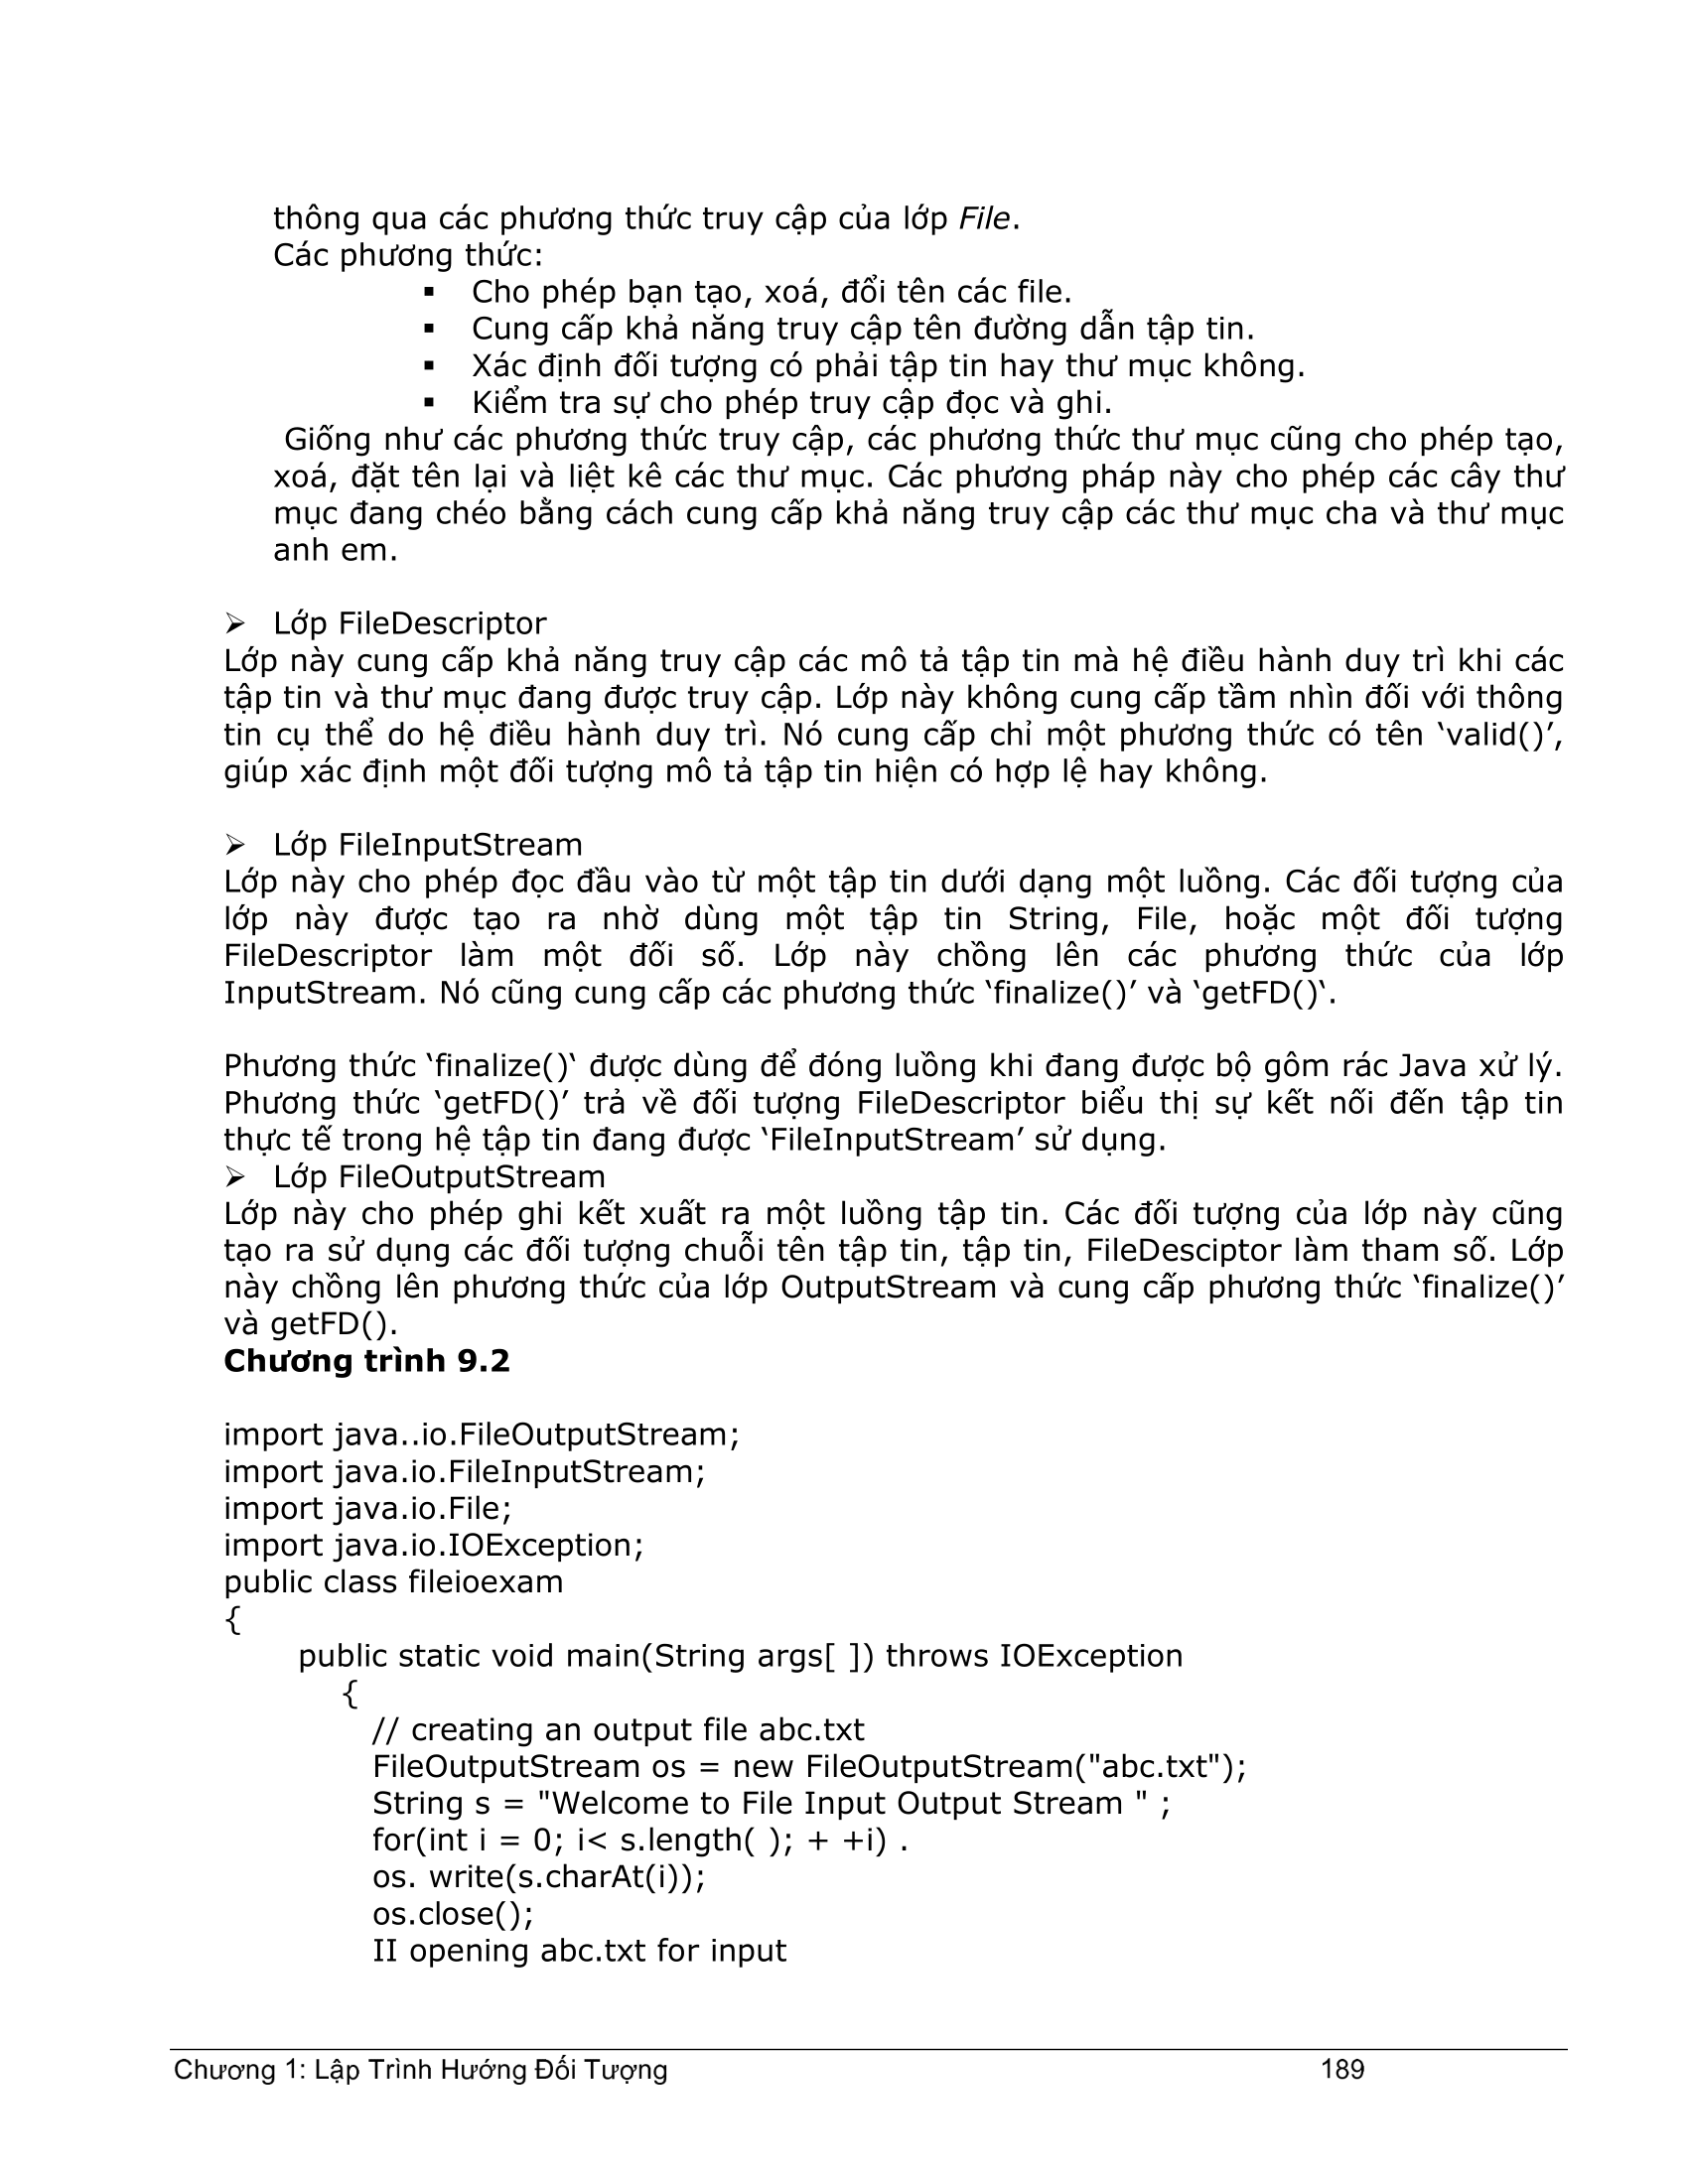 thông qua các phương thức truy cập của lớp File.
Các phương thức:
▪ Cho phép bạn tạo, xoá, đổi tên các file.
▪ Cung cấp khả năng truy cập tên đường dẫn tập tin.
▪ Xác định đối tượng có phải tập tin hay thư mục không.
▪ Kiểm tra sự cho phép truy cập đọc và ghi.
Giống như các phương thức truy cập, các phương thức thư mục cũng cho phép tạo,
xoá, đặt tên lại và liệt kê các thư mục. Các phương pháp này cho phép các cây thư
mục đang chéo bằng cách cung cấp khả năng truy cập các thư mục cha và thư mục
anh em.
➢ Lớp FileDescriptor
Lớp này cung cấp khả năng truy cập các mô tả tập tin mà hệ điều hành duy trì khi các
tập tin và thư mục đang được truy cập. Lớp này không cung cấp tầm nhìn đối với thông
tin cụ thể do hệ điều hành duy trì. Nó cung cấp chỉ một phương thức có tên ‘valid()’,
giúp xác định một đối tượng mô tả tập tin hiện có hợp lệ hay không.
➢ Lớp FileInputStream
Lớp này cho phép đọc đầu vào từ một tập tin dưới dạng một luồng. Các đối tượng của
lớp này được tạo ra nhờ dùng một tập tin String, File, hoặc một đối tượng
FileDescriptor làm một đối số. Lớp này chồng lên các phương thức của lớp
InputStream. Nó cũng cung cấp các phương thức ‘finalize()’ và ‘getFD()‘.
Phương thức ‘finalize()‘ được dùng để đóng luồng khi đang được bộ gôm rác Java xử lý.
Phương thức ‘getFD()’ trả về đối tượng FileDescriptor biểu thị sự kết nối đến tập tin
thực tế trong hệ tập tin đang được ‘FileInputStream’ sử dụng.
➢ Lớp FileOutputStream
Lớp này cho phép ghi kết xuất ra một luồng tập tin. Các đối tượng của lớp này cũng
tạo ra sử dụng các đối tượng chuỗi tên tập tin, tập tin, FileDesciptor làm tham số. Lớp
này chồng lên phương thức của lớp OutputStream và cung cấp phương thức ‘finalize()’
và getFD().
Chương trình 9.2
import java..io.FileOutputStream;
import java.io.FileInputStream;
import java.io.File;
import java.io.IOException;
public class fileioexam
{
public static void main(String args[ ]) throws IOException
{
// creating an output file abc.txt
FileOutputStream os = new FileOutputStream("abc.txt");
String s = "Welcome to File Input Output Stream " ;
for(int i = 0; i< s.length( ); + +i) .
os. write(s.charAt(i));
os.close();
II opening abc.txt for input
Chương 1: Lập Trình Hướng Đối Tượng 189